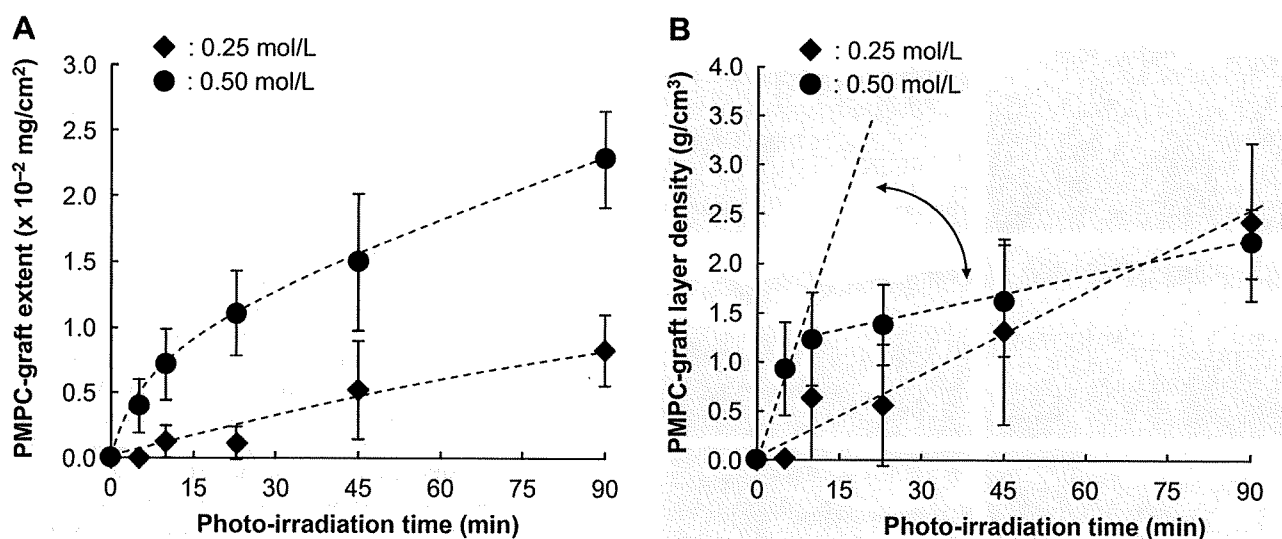 A
◆ : 0.25 mol/L
● : 0.50 mol/L
PMPC-graft extent (x 10⁻² mg/cm²)
3.0
2.5
2.0
1.5
1.0
0.5
0.0
0 15 30 45 60 75 90
Photo-irradiation time (min)
B
◆ : 0.25 mol/L
● : 0.50 mol/L
PMPC-graft layer density (g/cm³)
4.0
3.5
3.0
2.5
2.0
1.5
1.0
0.5
0.0
0 15 30 45 60 75 90
Photo-irradiation time (min)